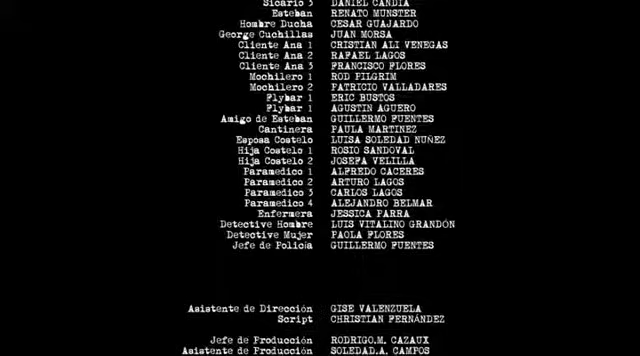 Sicario 3 DANIEL CANDIA
Esteban RENATO MUNSTER
Hombre Ducha CESAR GUAJARDO
George Cuchillas JUAN MORSA
Cliente Ana 1 CRISTIAN ALI VENEGAS
Cliente Ana 2 RAFAEL LAGOS
Cliente Ana 3 FRANCISCO FLORES
Mochilero 1 ROD PILGRIM
Mochilero 2 PATRICIO VALLADARES
Flybar 1 ERIC BUSTOS
Flybar 1 AGUSTIN AGUERO
Amigo de Esteban GUILLERMO FUENTES
Cantinera PAULA MARTINEZ
Esposa Costelo LUISA SOLEDAD NUÑEZ
Hija Costelo 1 ROSIO SANDOVAL
Hija Costelo 2 JOSEFA VELILLA
Paramedico 1 ALFREDO CACERES
Paramedico 2 ARTURO LAGOS
Paramedico 3 CARLOS LAGOS
Paramedico 4 ALEJANDRO BELMAR
Enfermera JESSICA PARRA
Detective Hombre LUIS VITALINO GRANDÓN
Detective Mujer PAOLA FLORES
Jefe de Policía GUILLERMO FUENTES
Asistente de Dirección GISE VALENZUELA
Script CHRISTIAN FERNÁNDEZ
Jefe de Producción RODRIGO.M. CAZAUX
Asistente de Producción SOLEDAD.A. CAMPOS